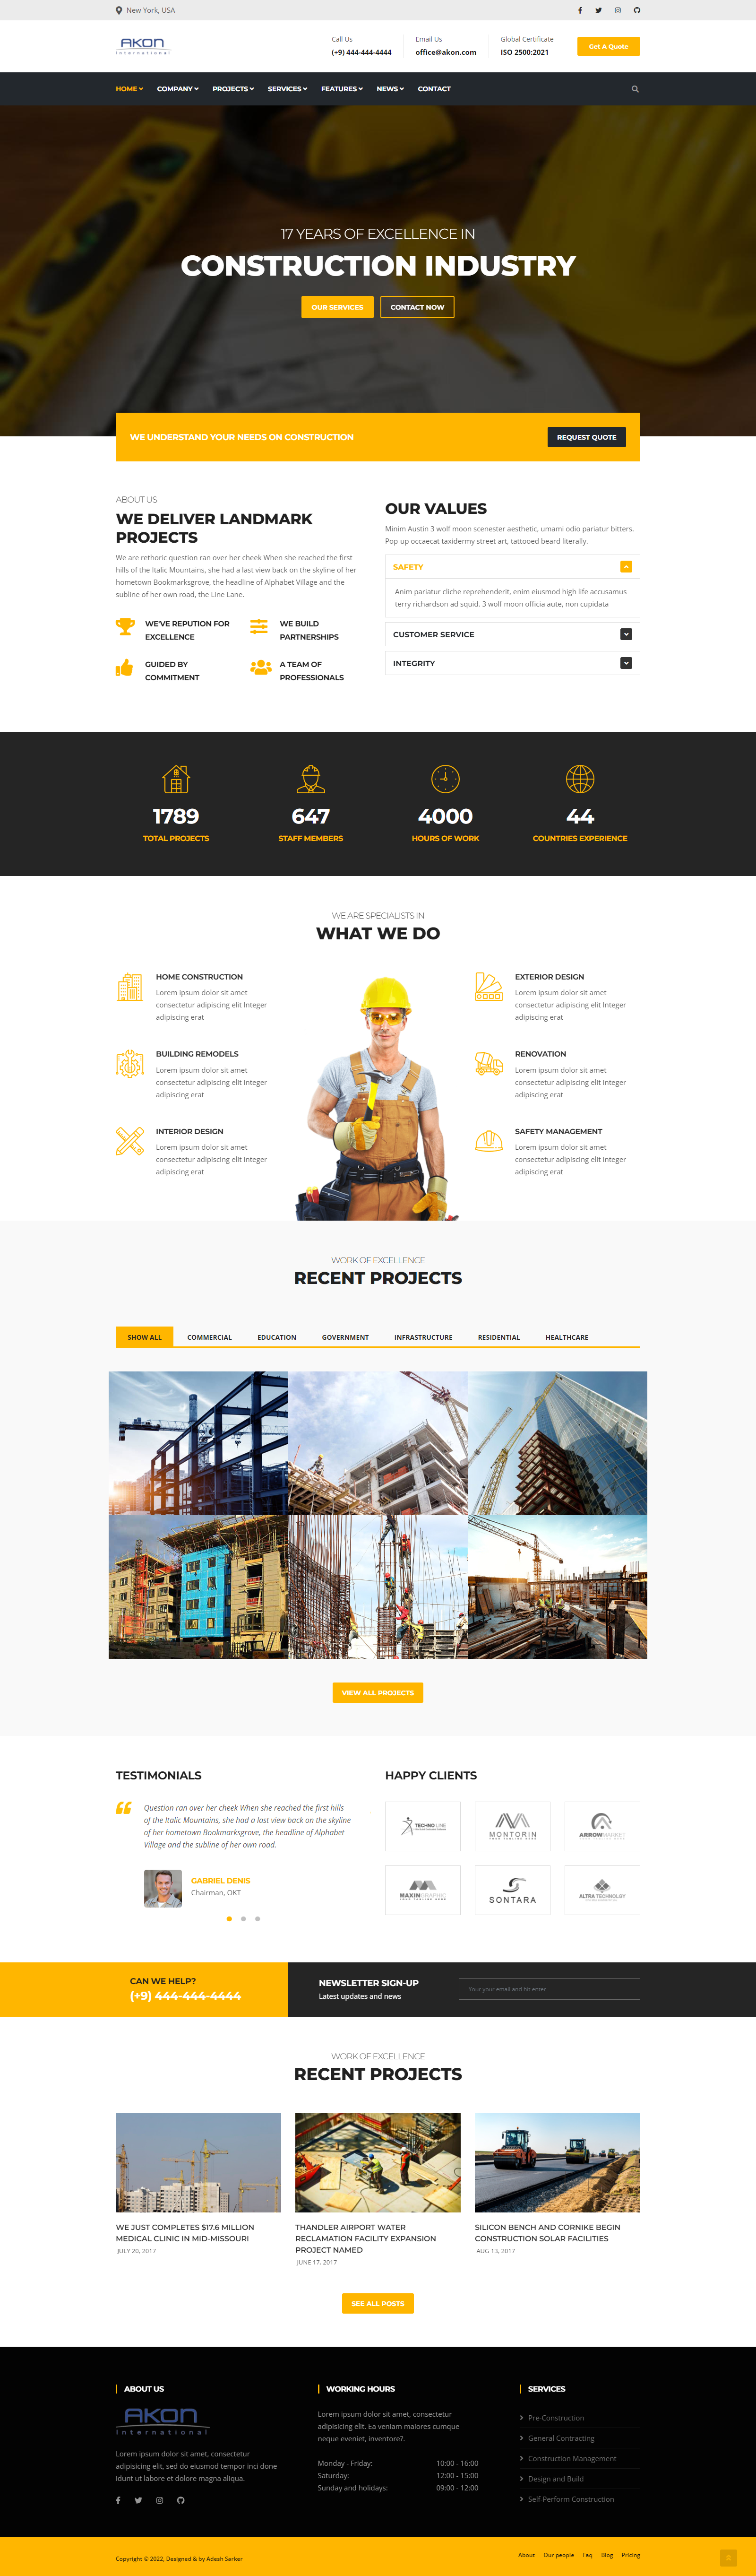 New York, USA
AKON
International
Call Us
(+9) 444-444-4444
Email Us
office@akon.com
Global Certificate
ISO 2500:2021
Get A Quote
HOME
COMPANY
PROJECTS
SERVICES
FEATURES
NEWS
CONTACT
17 YEARS OF EXCELLENCE IN
CONSTRUCTION INDUSTRY
OUR SERVICES
CONTACT NOW
WE UNDERSTAND YOUR NEEDS ON CONSTRUCTION
REQUEST QUOTE
ABOUT US
WE DELIVER LANDMARK
PROJECTS
We are rethoric question ran over her cheek When she reached the first
hills of the Italic Mountains, she had a last view back on the skyline of her
hometown Bookmarksgrove, the headline of Alphabet Village and the
subline of her own road, the Line Lane.
WE'VE REPUTION FOR
EXCELLENCE
WE BUILD
PARTNERSHIPS
GUIDED BY
COMMITMENT
A TEAM OF
PROFESSIONALS
OUR VALUES
Minim Austin 3 wolf moon scenester aesthetic, umami odio pariatur bitters.
Pop-up occaecat taxidermy street art, tattooed beard literally.
SAFETY
Anim pariatur cliche reprehenderit, enim eiusmod high life accusamus
terry richardson ad squid. 3 wolf moon officia aute, non cupidata
CUSTOMER SERVICE
INTEGRITY
1789
TOTAL PROJECTS
647
STAFF MEMBERS
4000
HOURS OF WORK
44
COUNTRIES EXPERIENCE
WE ARE SPECIALISTS IN
WHAT WE DO
HOME CONSTRUCTION
Lorem ipsum dolor sit amet
consectetur adipiscing elit Integer
adipiscing erat
BUILDING REMODELS
Lorem ipsum dolor sit amet
consectetur adipiscing elit Integer
adipiscing erat
INTERIOR DESIGN
Lorem ipsum dolor sit amet
consectetur adipiscing elit Integer
adipiscing erat
EXTERIOR DESIGN
Lorem ipsum dolor sit amet
consectetur adipiscing elit Integer
adipiscing erat
RENOVATION
Lorem ipsum dolor sit amet
consectetur adipiscing elit Integer
adipiscing erat
SAFETY MANAGEMENT
Lorem ipsum dolor sit amet
consectetur adipiscing elit Integer
adipiscing erat
WORK OF EXCELLENCE
RECENT PROJECTS
SHOW ALL
COMMERCIAL
EDUCATION
GOVERNMENT
INFRASTRUCTURE
RESIDENTIAL
HEALTHCARE
VIEW ALL PROJECTS
TESTIMONIALS
Question ran over her cheek When she reached the first hills
of the Italic Mountains, she had a last view back on the skyline
of her hometown Bookmarksgrove, the headline of Alphabet
Village and the subline of her own road.
GABRIEL DENIS
Chairman, OKT
HAPPY CLIENTS
TECHNO LINE
MONTORIN
YOUR TAGLINE HERE
ARROWMARKET
MAXINGRAPHIC
YOUR TAGLINE HERE
SONTARA
ALTRA TECHNOLOGY
CAN WE HELP?
(+9) 444-444-4444
NEWSLETTER SIGN-UP
Latest updates and news
Your your email and hit enter
WORK OF EXCELLENCE
RECENT PROJECTS
WE JUST COMPLETES $17.6 MILLION
MEDICAL CLINIC IN MID-MISSOURI
JULY 20, 2017
THANDLER AIRPORT WATER
RECLAMATION FACILITY EXPANSION
PROJECT NAMED
JUNE 17, 2017
SILICON BENCH AND CORNIKE BEGIN
CONSTRUCTION SOLAR FACILITIES
AUG 13, 2017
SEE ALL POSTS
ABOUT US
AKON
International
Lorem ipsum dolor sit amet, consectetur
adipisicing elit, sed do eiusmod tempor inci done
idunt ut labore et dolore magna aliqua.
WORKING HOURS
Lorem ipsum dolor sit amet, consectetur
adipisicing elit. Ea veniam maiores cumque
neque eveniet, inventore?.
Monday - Friday: 10:00 - 16:00
Saturday: 12:00 - 15:00
Sunday and holidays: 09:00 - 12:00
SERVICES
Pre-Construction
General Contracting
Construction Management
Design and Build
Self-Perform Construction
Copyright © 2022, Designed & by Adesh Sarker
About
Our people
Faq
Blog
Pricing